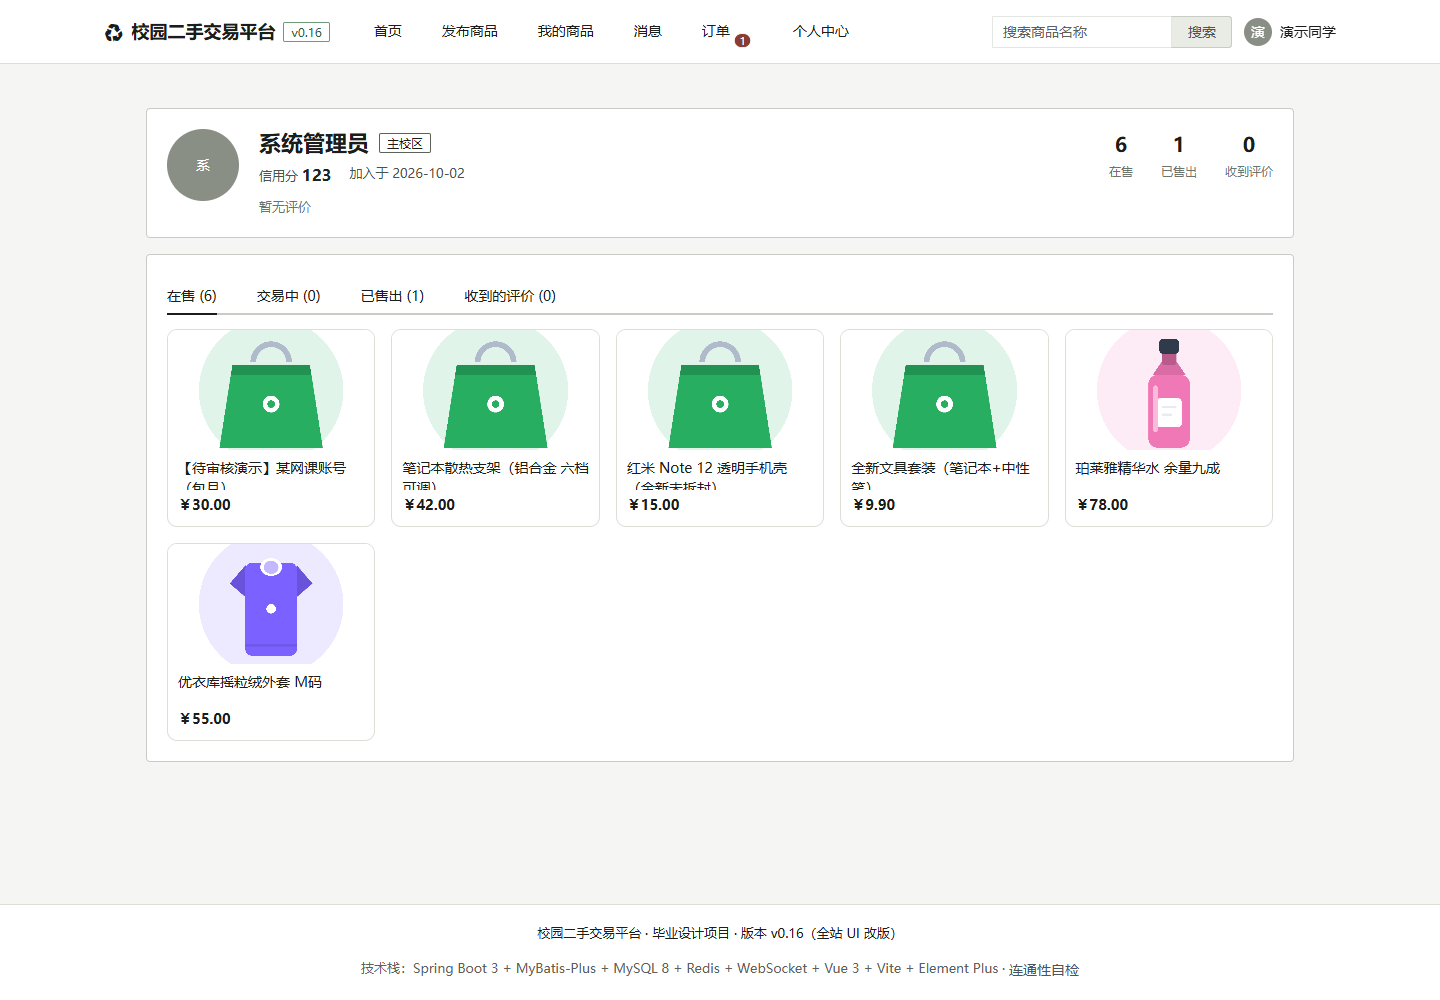 校园二手交易平台 v0.16 首页 发布商品 我的商品 消息 订单 1 个人中心 搜索商品名称 搜索 演 演示同学
系 系统管理员 主校区
信用分 123 加入于 2026-10-02
暂无评价
6 1 0
在售 已售出 收到评价
在售 (6) 交易中 (0) 已售出 (1) 收到的评价 (0)
【待审核演示】某网课账号
（包月）
¥30.00
笔记本散热支架（铝合金 六档
可调）
¥42.00
红米 Note 12 透明手机壳
（全新未拆封）
¥15.00
全新文具套装（笔记本+中性
笔）
¥9.90
珀莱雅精华水 余量九成
¥78.00
优衣库摇粒绒外套 M码
¥55.00
校园二手交易平台 · 毕业设计项目 · 版本 v0.16（全站 UI 改版）
技术栈：Spring Boot 3 + MyBatis-Plus + MySQL 8 + Redis + WebSocket + Vue 3 + Vite + Element Plus · 连通性自检